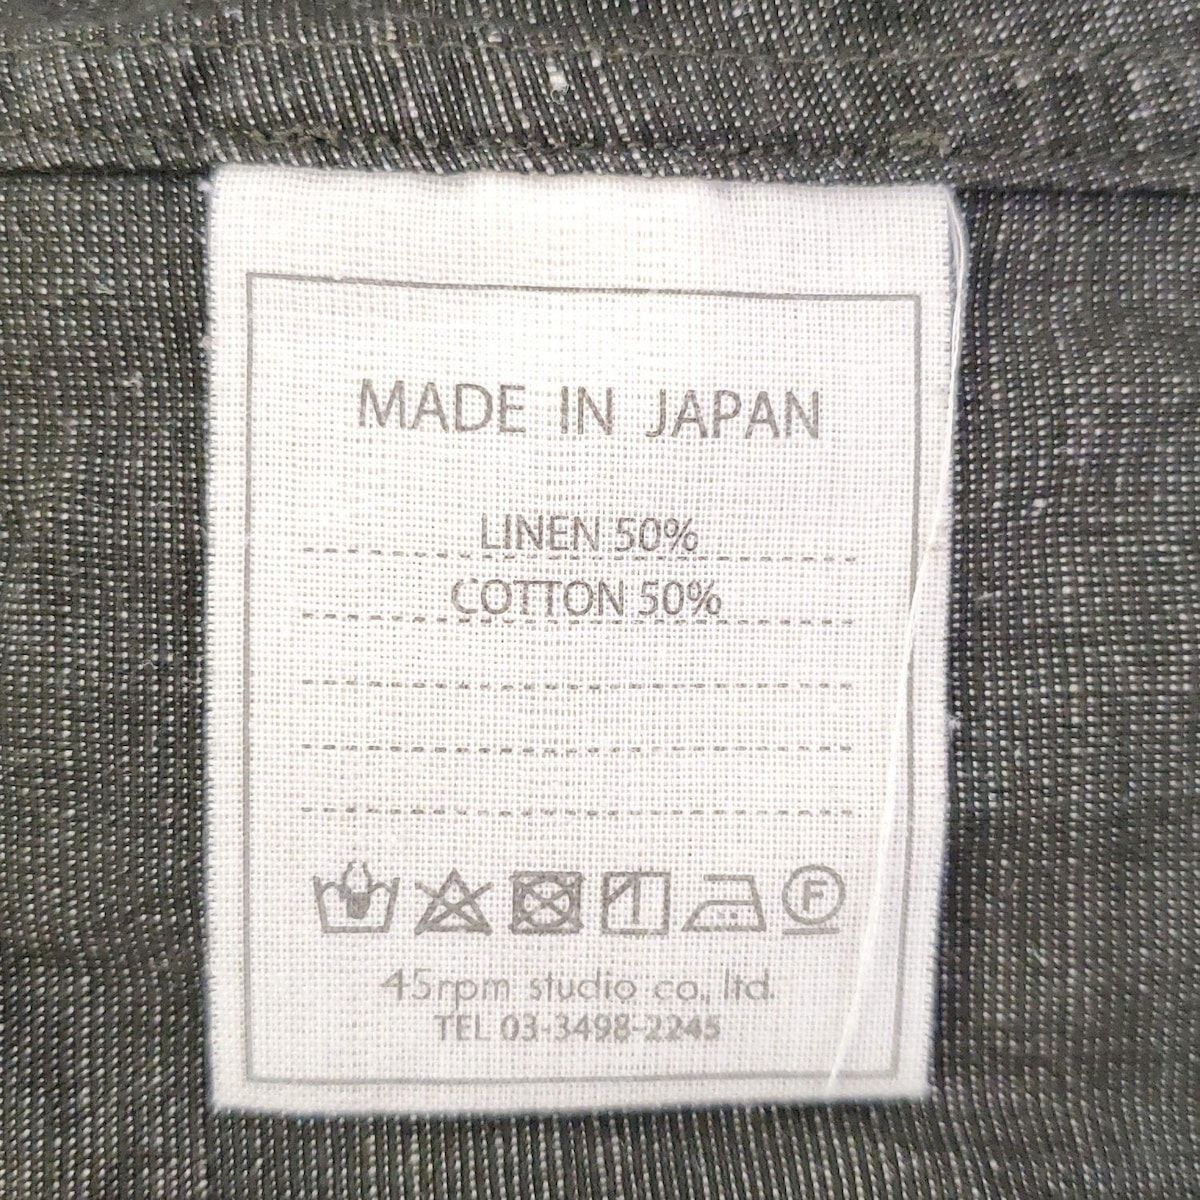 MADE IN JAPAN
LINEN 50%
COTTON 50%
F
45rpm studio co., ltd.
TEL 03-3498-2245